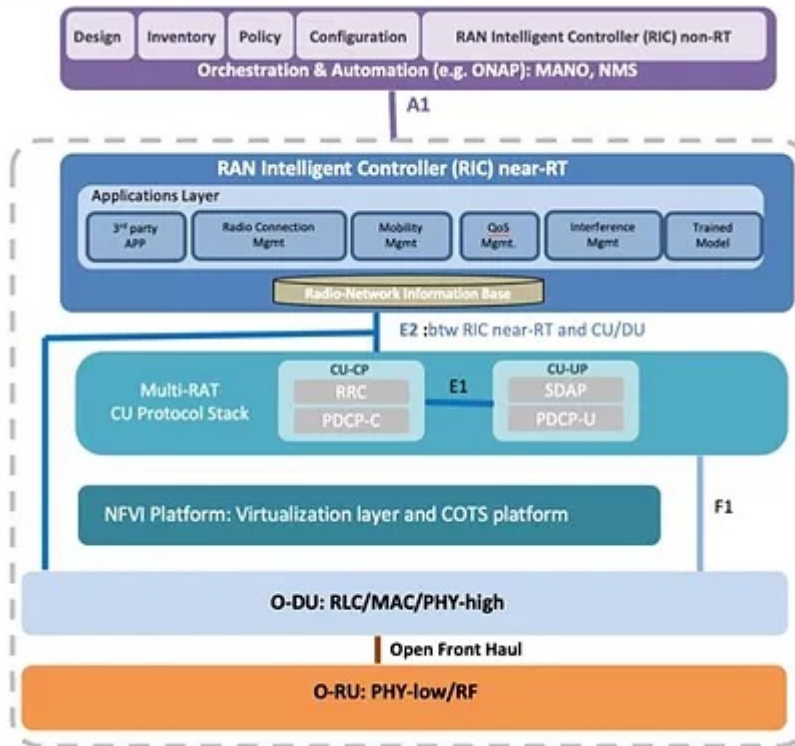 Design
Inventory
Policy
Configuration
RAN Intelligent Controller (RIC) non-RT
Orchestration & Automation (e.g. ONAP): MANO, NMS
A1
RAN Intelligent Controller (RIC) near-RT
Applications Layer
3rd party
APP
Radio Connection
Mgmt
Mobility
Mgmt
QoS
Mgmt.
Interference
Mgmt
Trained
Model
Radio-Network Information Base
E2 :btw RIC near-RT and CU/DU
Multi-RAT
CU Protocol Stack
CU-CP
RRC
PDCP-C
E1
CU-UP
SDAP
PDCP-U
NFVI Platform: Virtualization layer and COTS platform
F1
O-DU: RLC/MAC/PHY-high
Open Front Haul
O-RU: PHY-low/RF